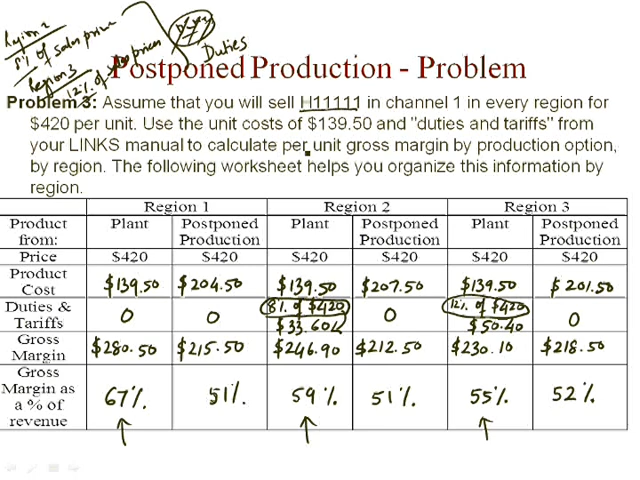 Region 2
8% of sales price
Region 3
12% of sales prices
Duties
Postponed Production - Problem
Problem 3: Assume that you will sell H11111 in channel 1 in every region for
$420 per unit. Use the unit costs of $139.50 and "duties and tariffs" from
your LINKS manual to calculate per unit gross margin by production option,
by region. The following worksheet helps you organize this information by
region.
Region 1 Region 2 Region 3
Product from: Plant Postponed Production Plant Postponed Production Plant Postponed Production
Price $420 $420 $420 $420 $420 $420
Product Cost $139.50 $204.50 $139.50 $207.50 $139.50 $201.50
Duties & Tariffs 0 0 8% of $420 $33.60 0 12% of $420 $50.40 0
Gross Margin $280.50 $215.50 $246.90 $212.50 $230.10 $218.50
Gross Margin as a % of revenue 67% 51% 59% 51% 55% 52%